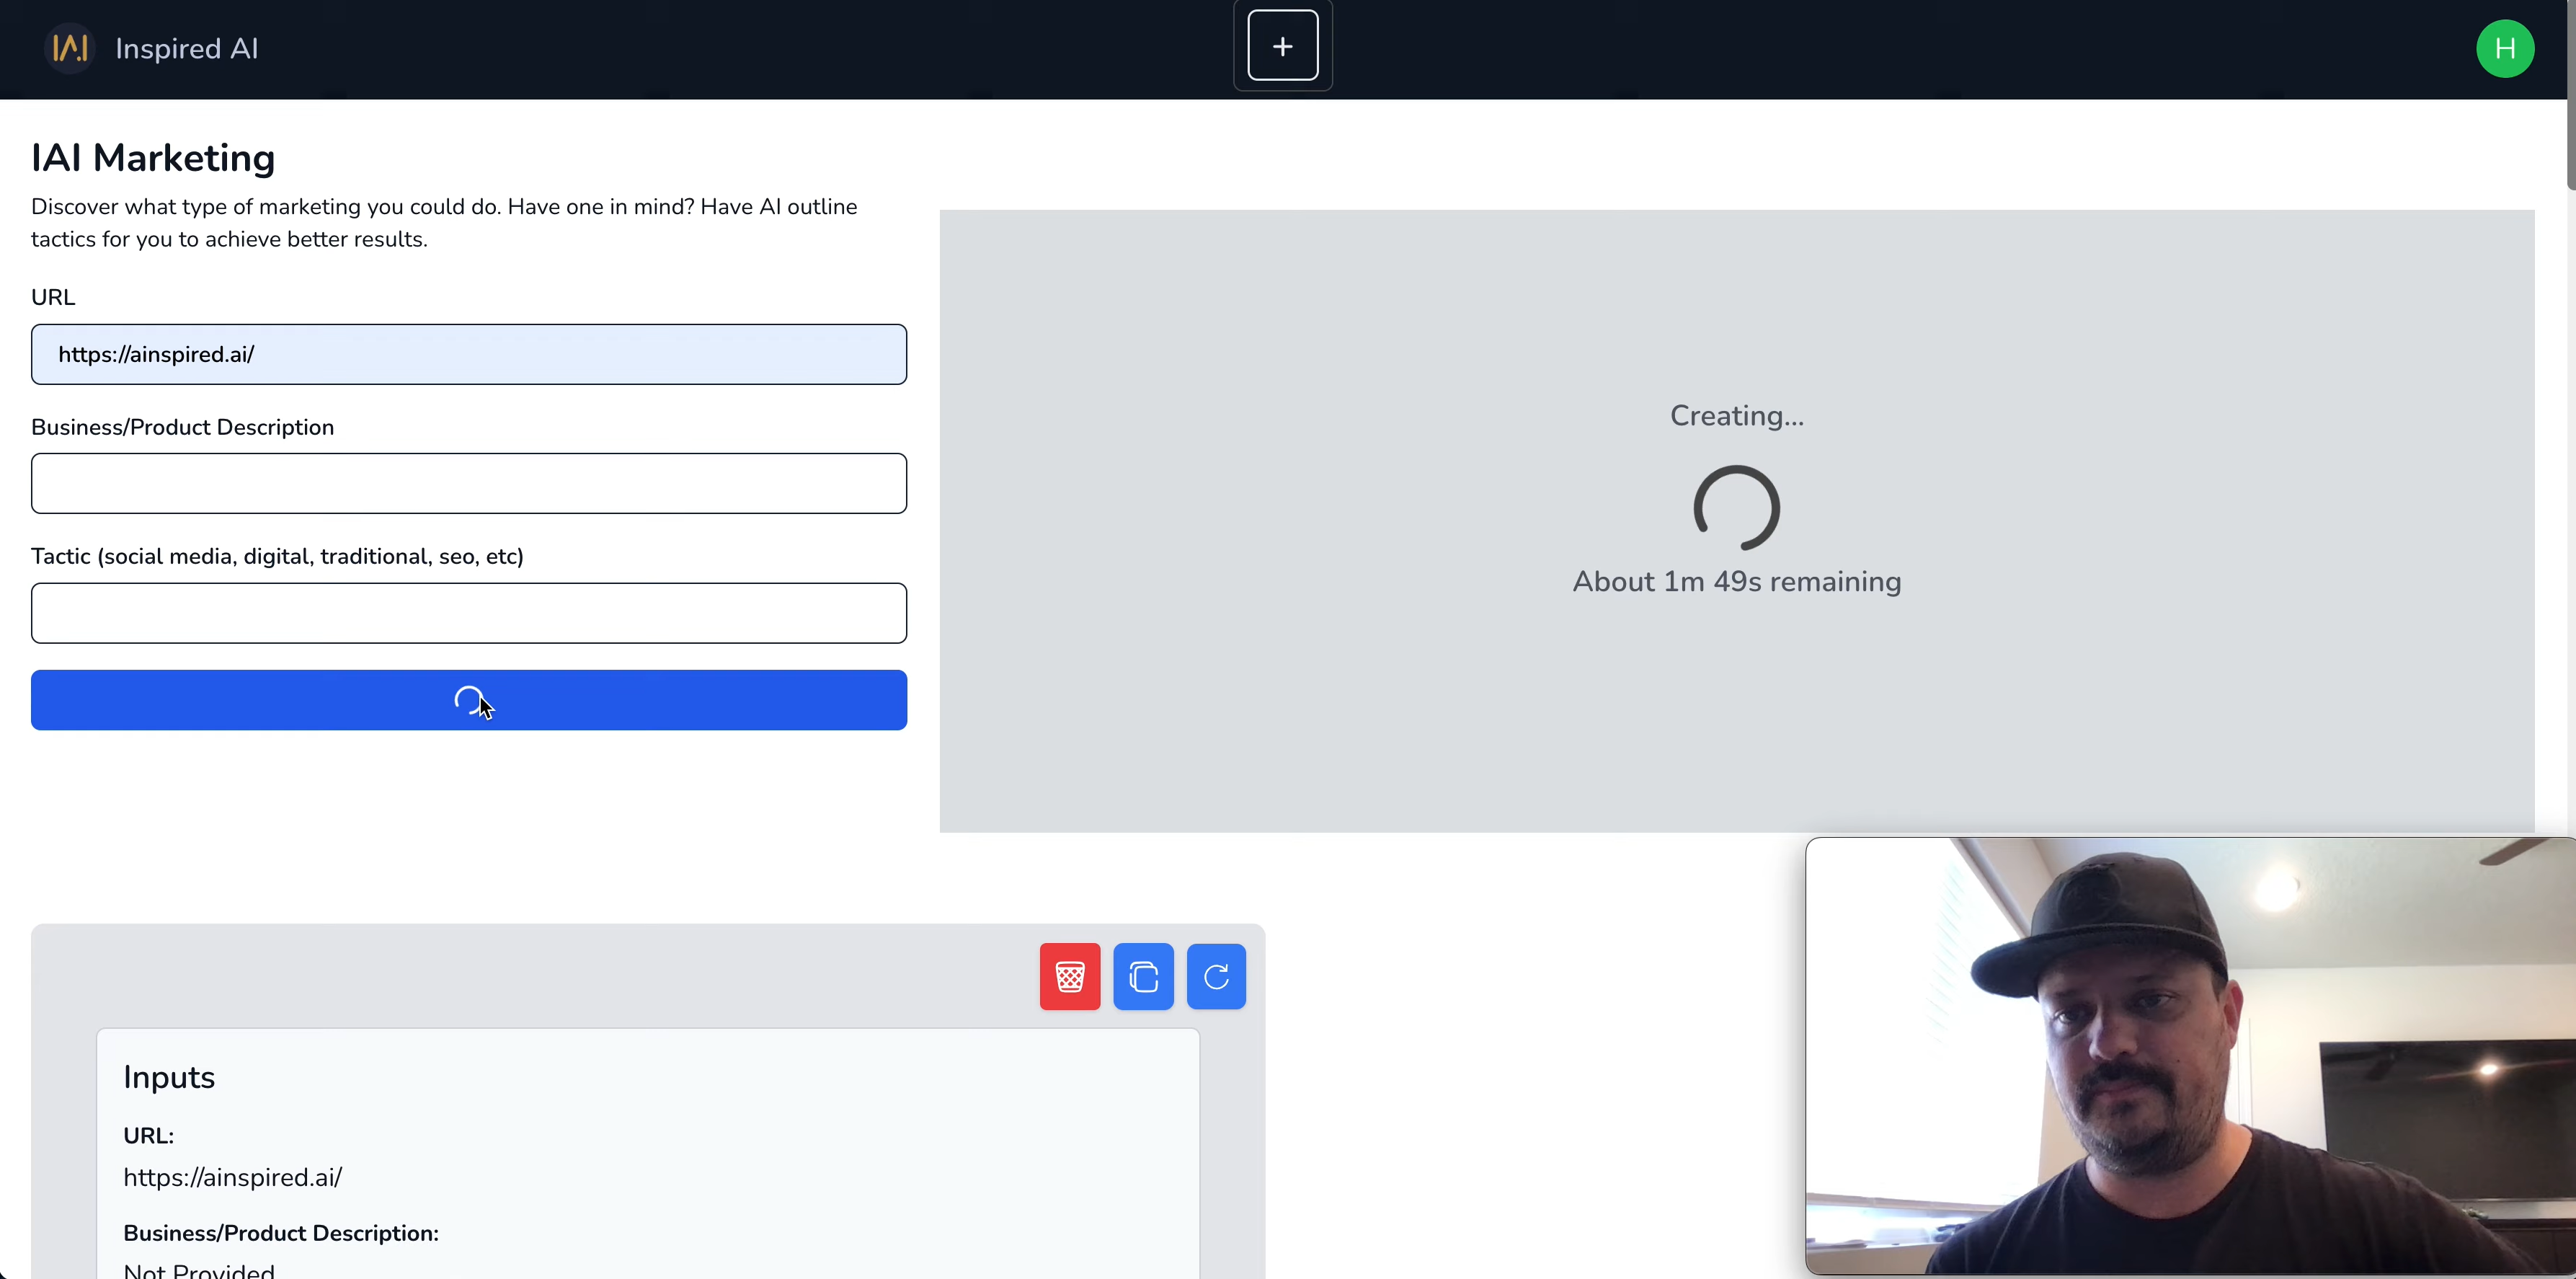 IAI Inspired AI
+
H
IAI Marketing
Discover what type of marketing you could do. Have one in mind? Have AI outline
tactics for you to achieve better results.
URL
https://ainspired.ai/
Business/Product Description
Tactic (social media, digital, traditional, seo, etc)
Creating...
About 1m 49s remaining
Inputs
URL:
https://ainspired.ai/
Business/Product Description:
Not Provided